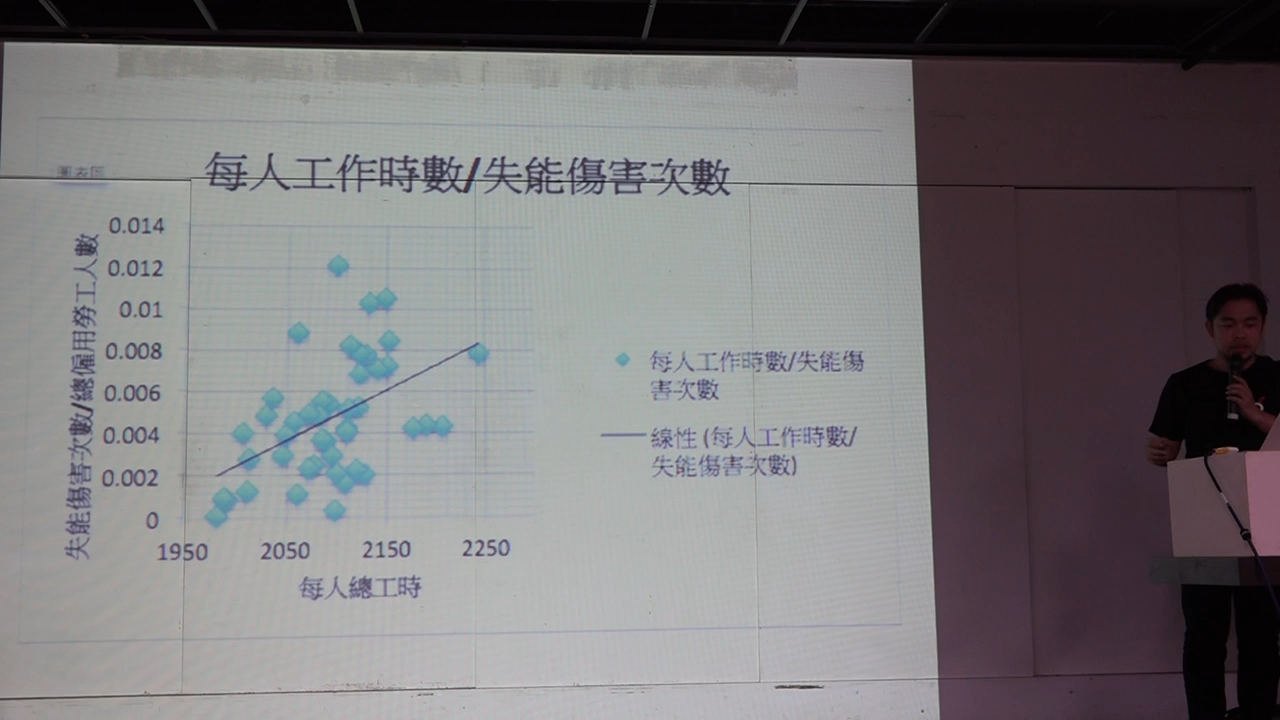 每人工作時數/失能傷害次數
圖表區
失能傷害次數/總僱用勞工人數
0.014
0.012
0.01
0.008
0.006
0.004
0.002
0
1950 2050 2150 2250
每人總工時
每人工作時數/失能傷
害次數
線性 (每人工作時數/
失能傷害次數)